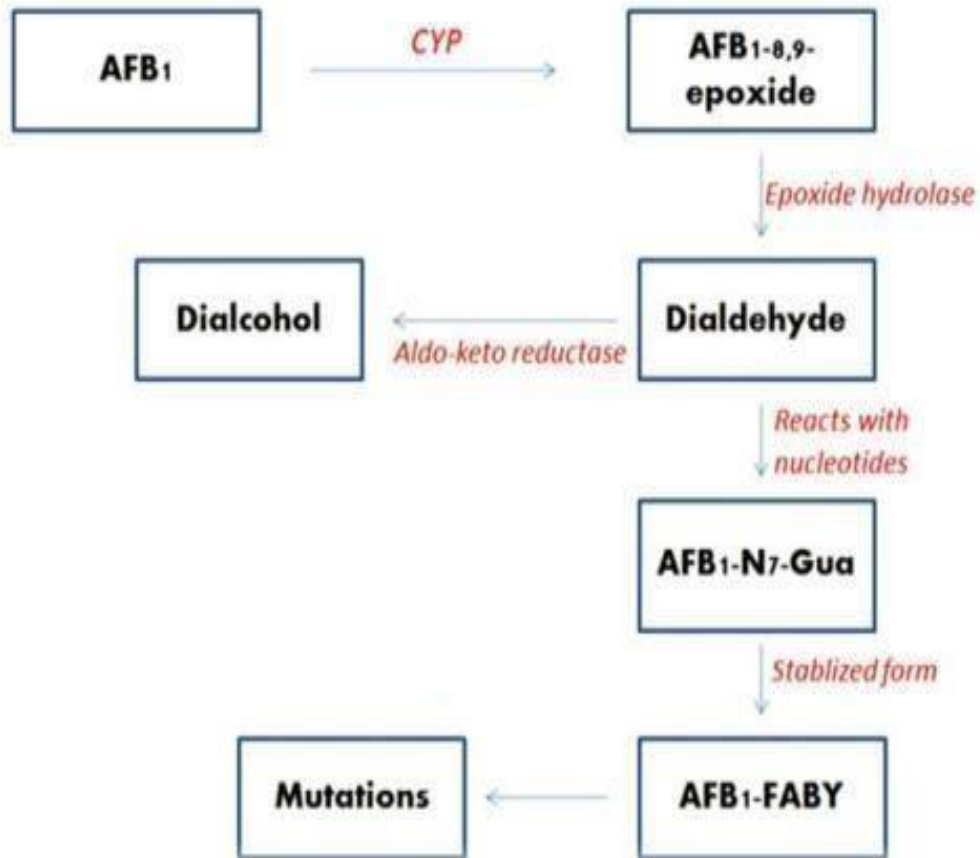 AFB1
CYP
AFB1-8,9-
epoxide
Epoxide hydrolase
Dialcohol
Aldo-keto reductase
Dialdehyde
Reacts with
nucleotides
AFB1-N7-Gua
Stablized form
Mutations
AFB1-FABY